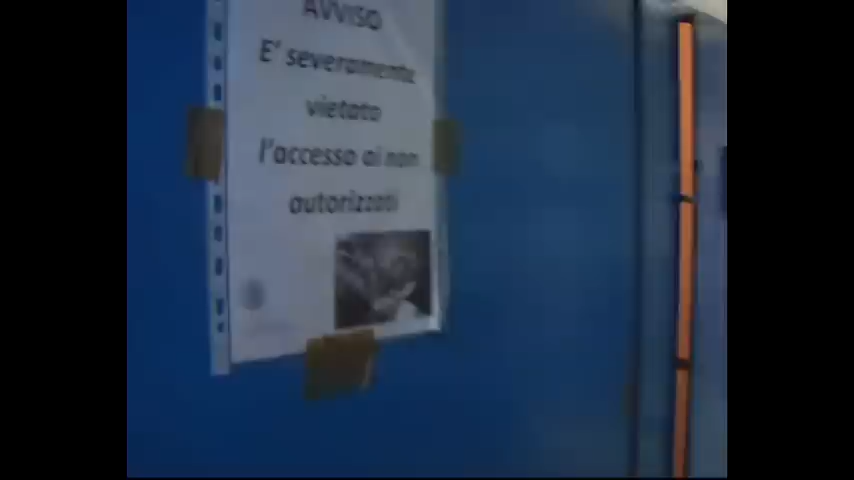 AVVISO
E' severamente
vietato
l'accesso ai non
autorizzati